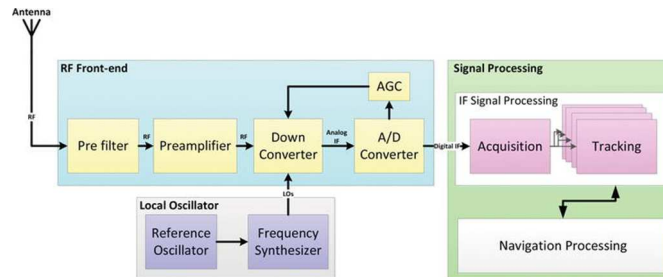 Antenna
RF Front-end
Signal Processing
AGC
IF Signal Processing
RF
Pre filter
RF
Preamplifier
RF
Down
Converter
Analog
IF
A/D
Converter
Digital IF
Acquisition
Tracking
LOs
Local Oscillator
Reference
Oscillator
Frequency
Synthesizer
Navigation Processing